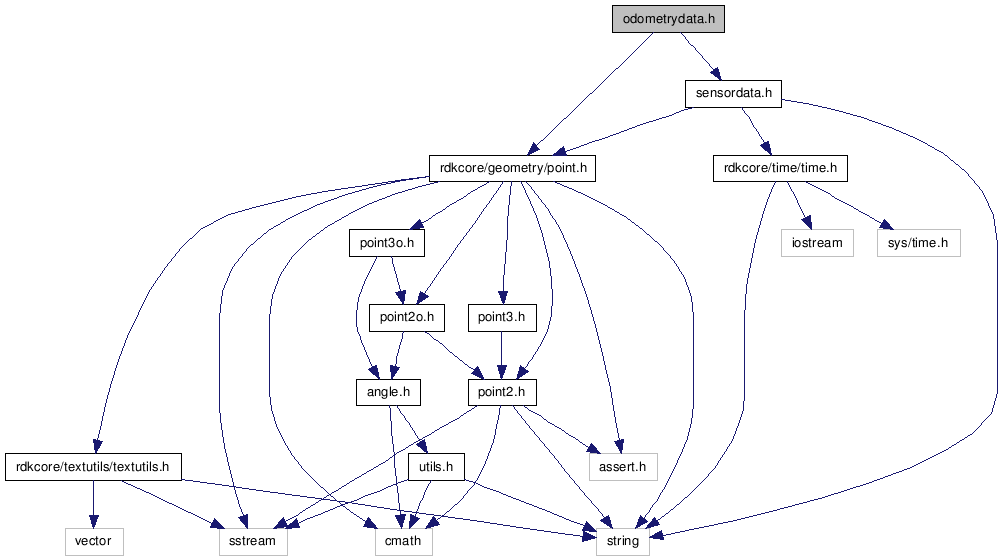 odometrydata.h
sensordata.h
rdkcore/geometry/point.h
rdkcore/time/time.h
point3o.h
iostream
sys/time.h
point2o.h
point3.h
angle.h
point2.h
rdkcore/textutils/textutils.h
utils.h
assert.h
vector
sstream
cmath
string